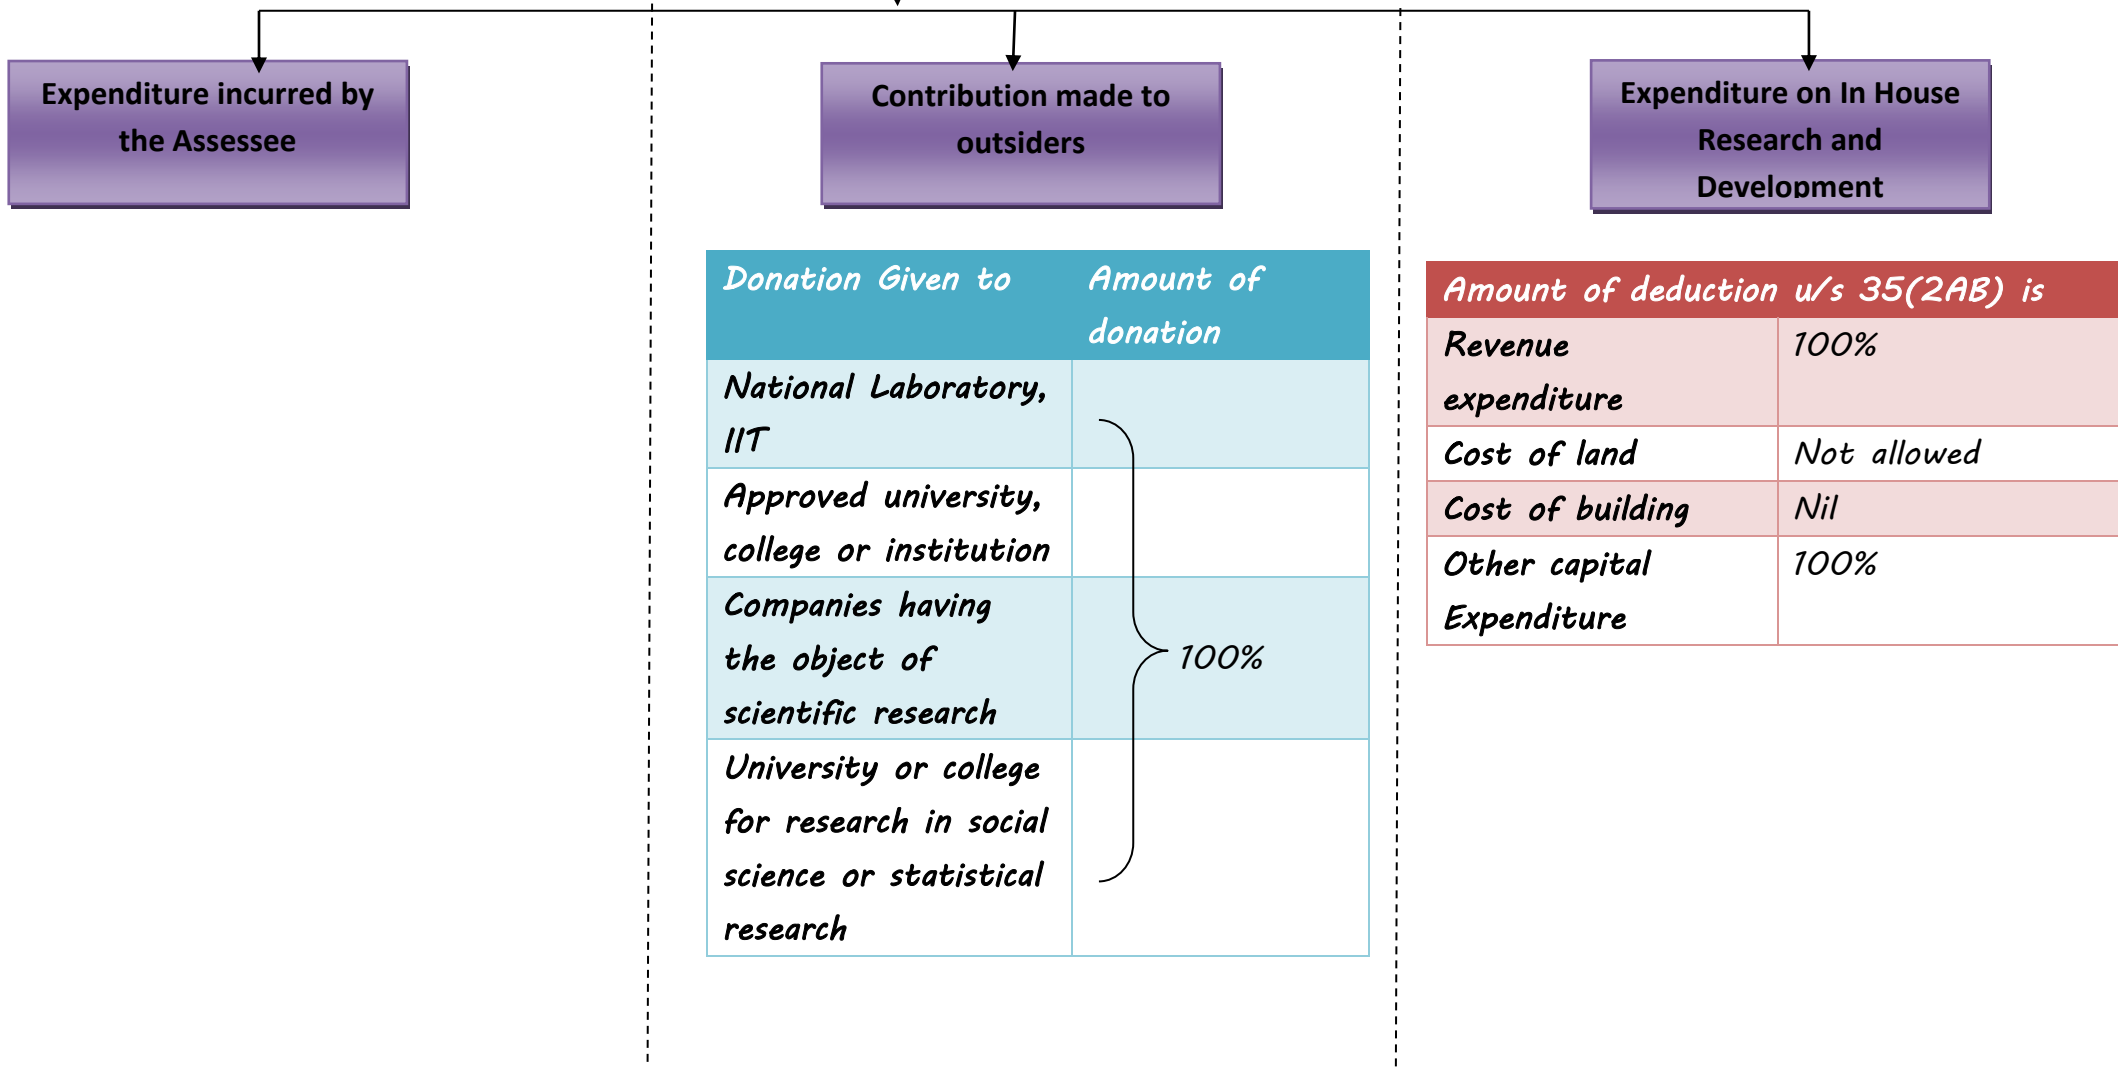 Expenditure incurred by
the Assessee
Contribution made to
outsiders
Expenditure on In House
Research and
Development
Donation Given to
Amount of
donation
National Laboratory,
IIT
Approved university,
college or institution
Companies having
the object of
scientific research
100%
University or college
for research in social
science or statistical
research
Amount of deduction u/s 35(2AB) is
Revenue
expenditure
100%
Cost of land
Not allowed
Cost of building
Nil
Other capital
Expenditure
100%